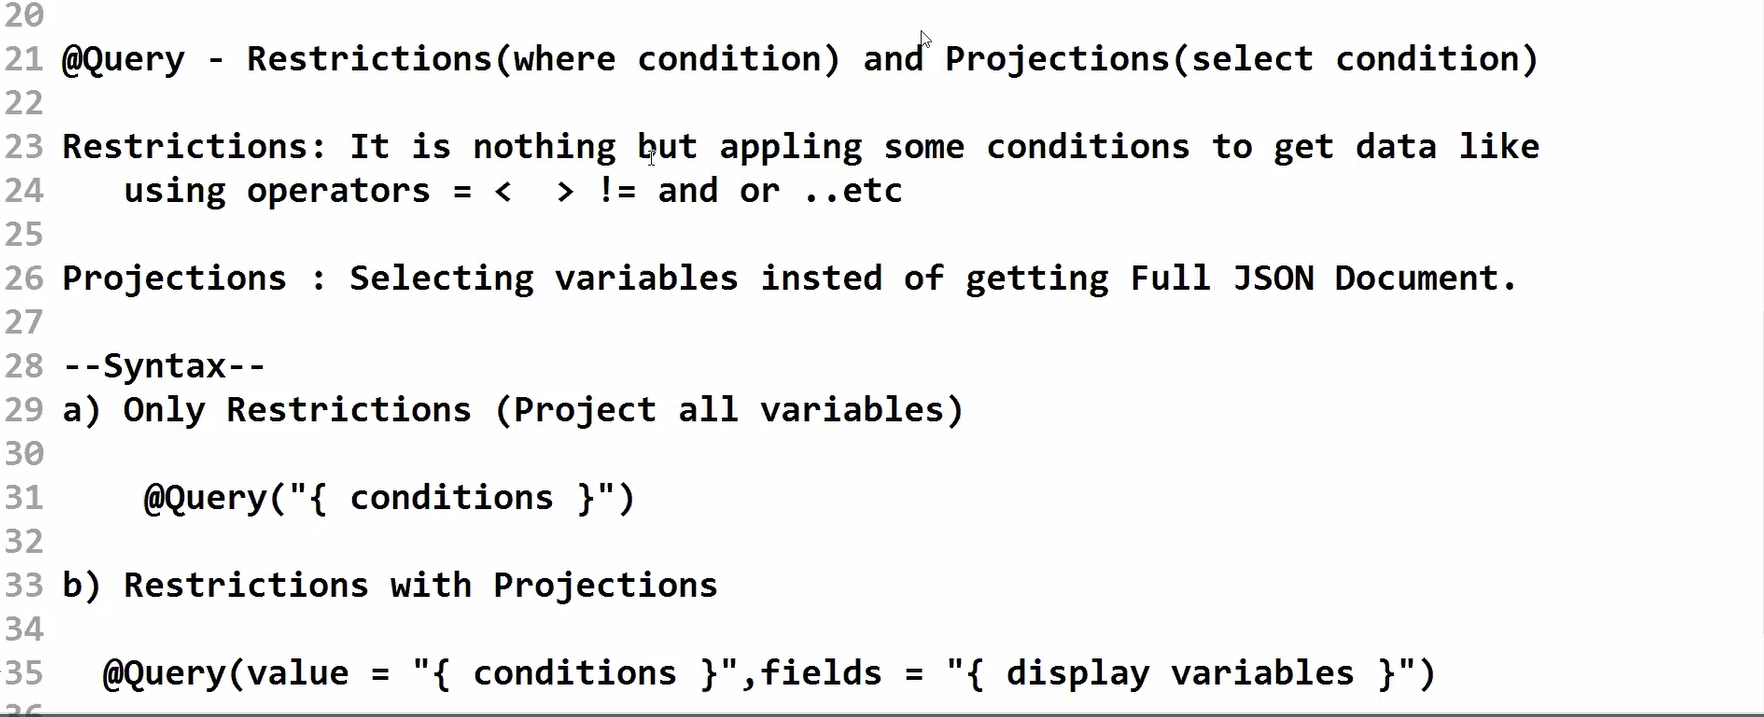 20
21 @Query - Restrictions(where condition) and Projections(select condition)
22
23 Restrictions: It is nothing but appling some conditions to get data like
24 using operators = < > != and or ..etc
25
26 Projections : Selecting variables insted of getting Full JSON Document.
27
28 --Syntax--
29 a) Only Restrictions (Project all variables)
30
31 @Query("{ conditions }")
32
33 b) Restrictions with Projections
34
35 @Query(value = "{ conditions }",fields = "{ display variables }")
36